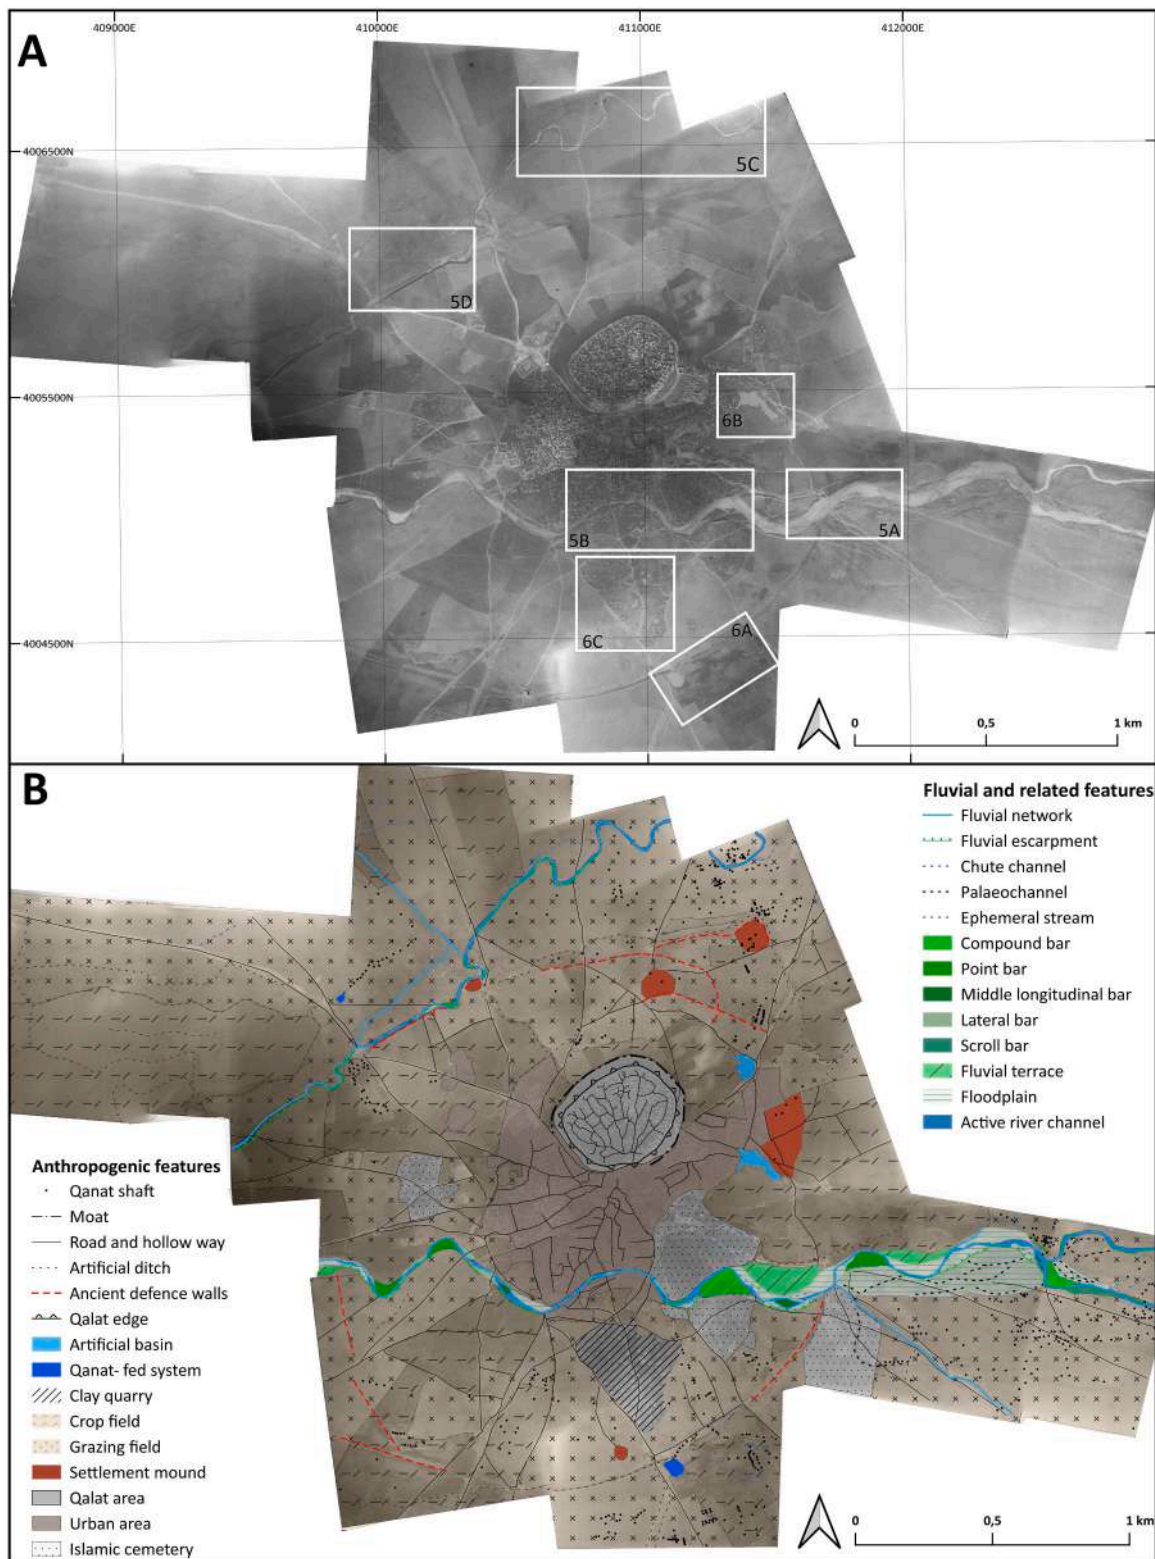 409000E 410000E 411000E 412000E
A
4006500N
5C
5D
4005500N
6B
5B
5A
6C
6A
4004500N
0 0,5 1 km
B
Fluvial and related features
Fluvial network
Fluvial escarpment
Chute channel
Palaeochannel
Ephemeral stream
Compound bar
Point bar
Middle longitudinal bar
Lateral bar
Scroll bar
Fluvial terrace
Floodplain
Active river channel
Anthropogenic features
Qanat shaft
Moat
Road and hollow way
Artificial ditch
Ancient defence walls
Qalat edge
Artificial basin
Qanat- fed system
Clay quarry
Crop field
Grazing field
Settlement mound
Qalat area
Urban area
Islamic cemetery
0 0,5 1 km